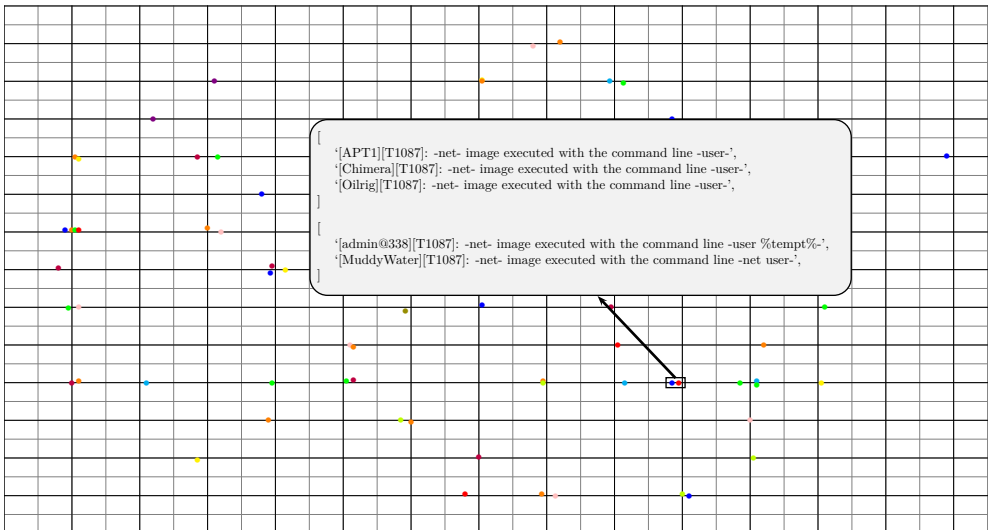 [
‘[APT1][T1087]: -net- image executed with the command line -user-’,
‘[Chimera][T1087]: -net- image executed with the command line -user-’,
‘[Oilrig][T1087]: -net- image executed with the command line -user-’,
]
[
‘[admin@338][T1087]: -net- image executed with the command line -user %tempt%-’,
‘[MuddyWater][T1087]: -net- image executed with the command line -net user-’,
]